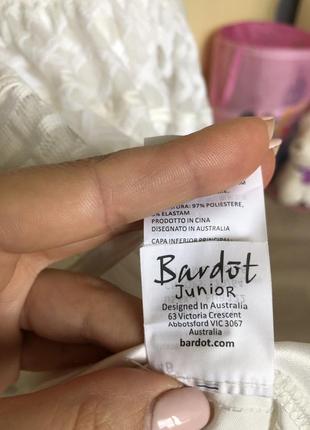 URA: 97% POLIESTERE,
ELASTAM
PRODOTTO IN CINA
DISEGNATO IN AUSTRALIA
CAPA INFERIOR PRINCIPAL
Bardōt
JUNIOR
Designed In Australia
63 Victoria Crescent
Abbotsford VIC 3067
Australia
bardot.com